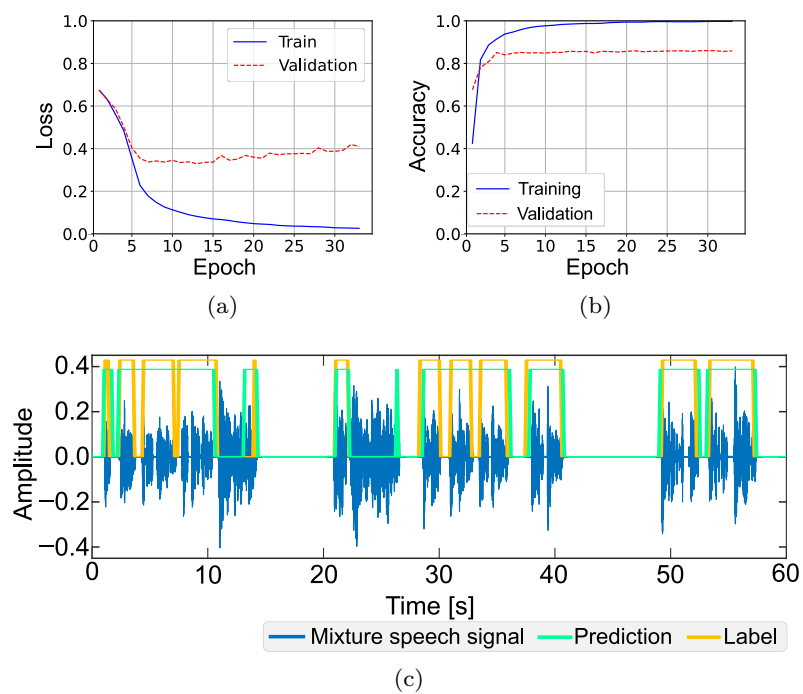 1.0
0.8
0.6
0.4
0.2
0.0
Loss
Train
Validation
0 5 10 15 20 25 30
Epoch
(a)
1.0
0.8
0.6
0.4
0.2
0.0
Accuracy
Training
Validation
0 5 10 15 20 25 30
Epoch
(b)
0.4
0.2
0.0
−0.2
−0.4
Amplitude
0 10 20 30 40 50 60
Time [s]
Mixture speech signal Prediction Label
(c)